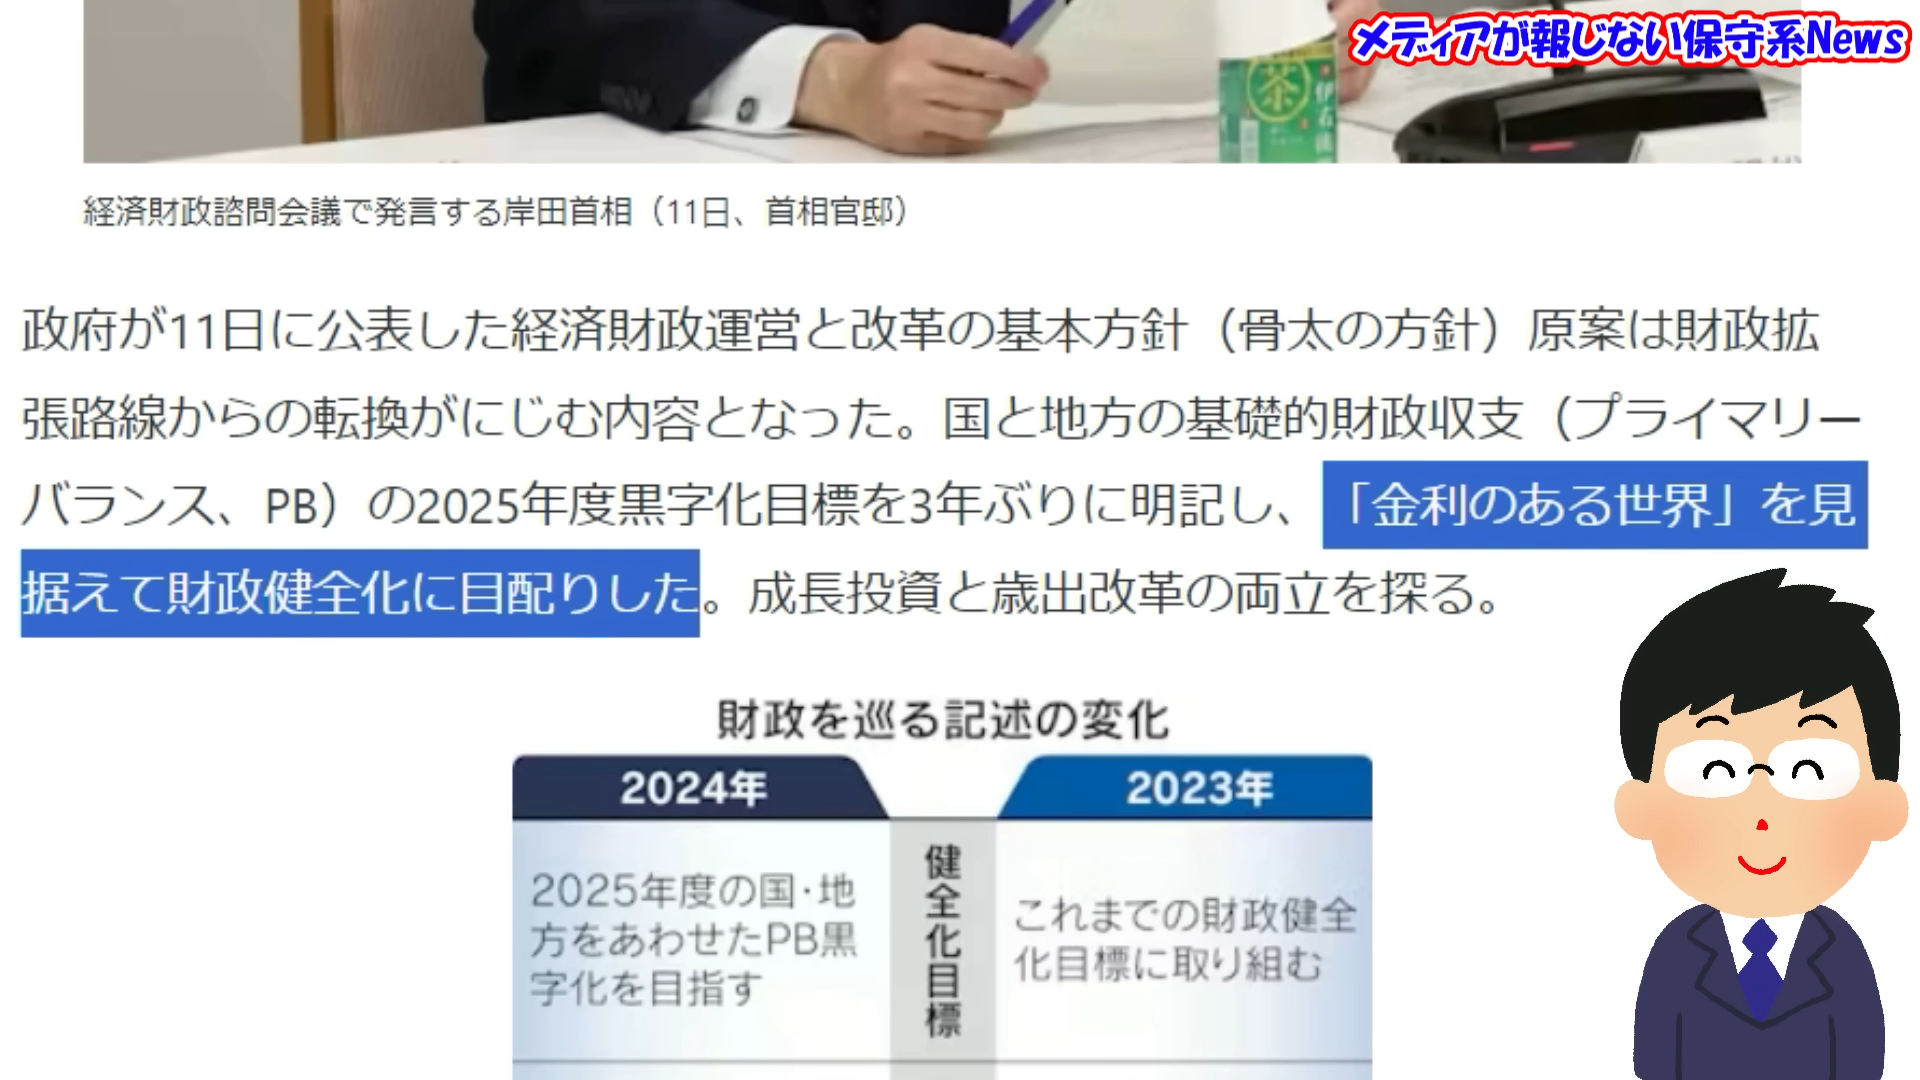 メディアが報じない保守系News
茶
経済財政諮問会議で発言する岸田首相（11日、首相官邸）
政府が11日に公表した経済財政運営と改革の基本方針（骨太の方針）原案は財政拡
張路線からの転換がにじむ内容となった。国と地方の基礎的財政収支（プライマリー
バランス、PB）の2025年度黒字化目標を3年ぶりに明記し、「金利のある世界」を見
据えて財政健全化に目配りした。成長投資と歳出改革の両立を探る。
財政を巡る記述の変化
2024年
2023年
2025年度の国・地
方をあわせたPB黒
字化を目指す
健全化目標
これまでの財政健全
化目標に取り組む